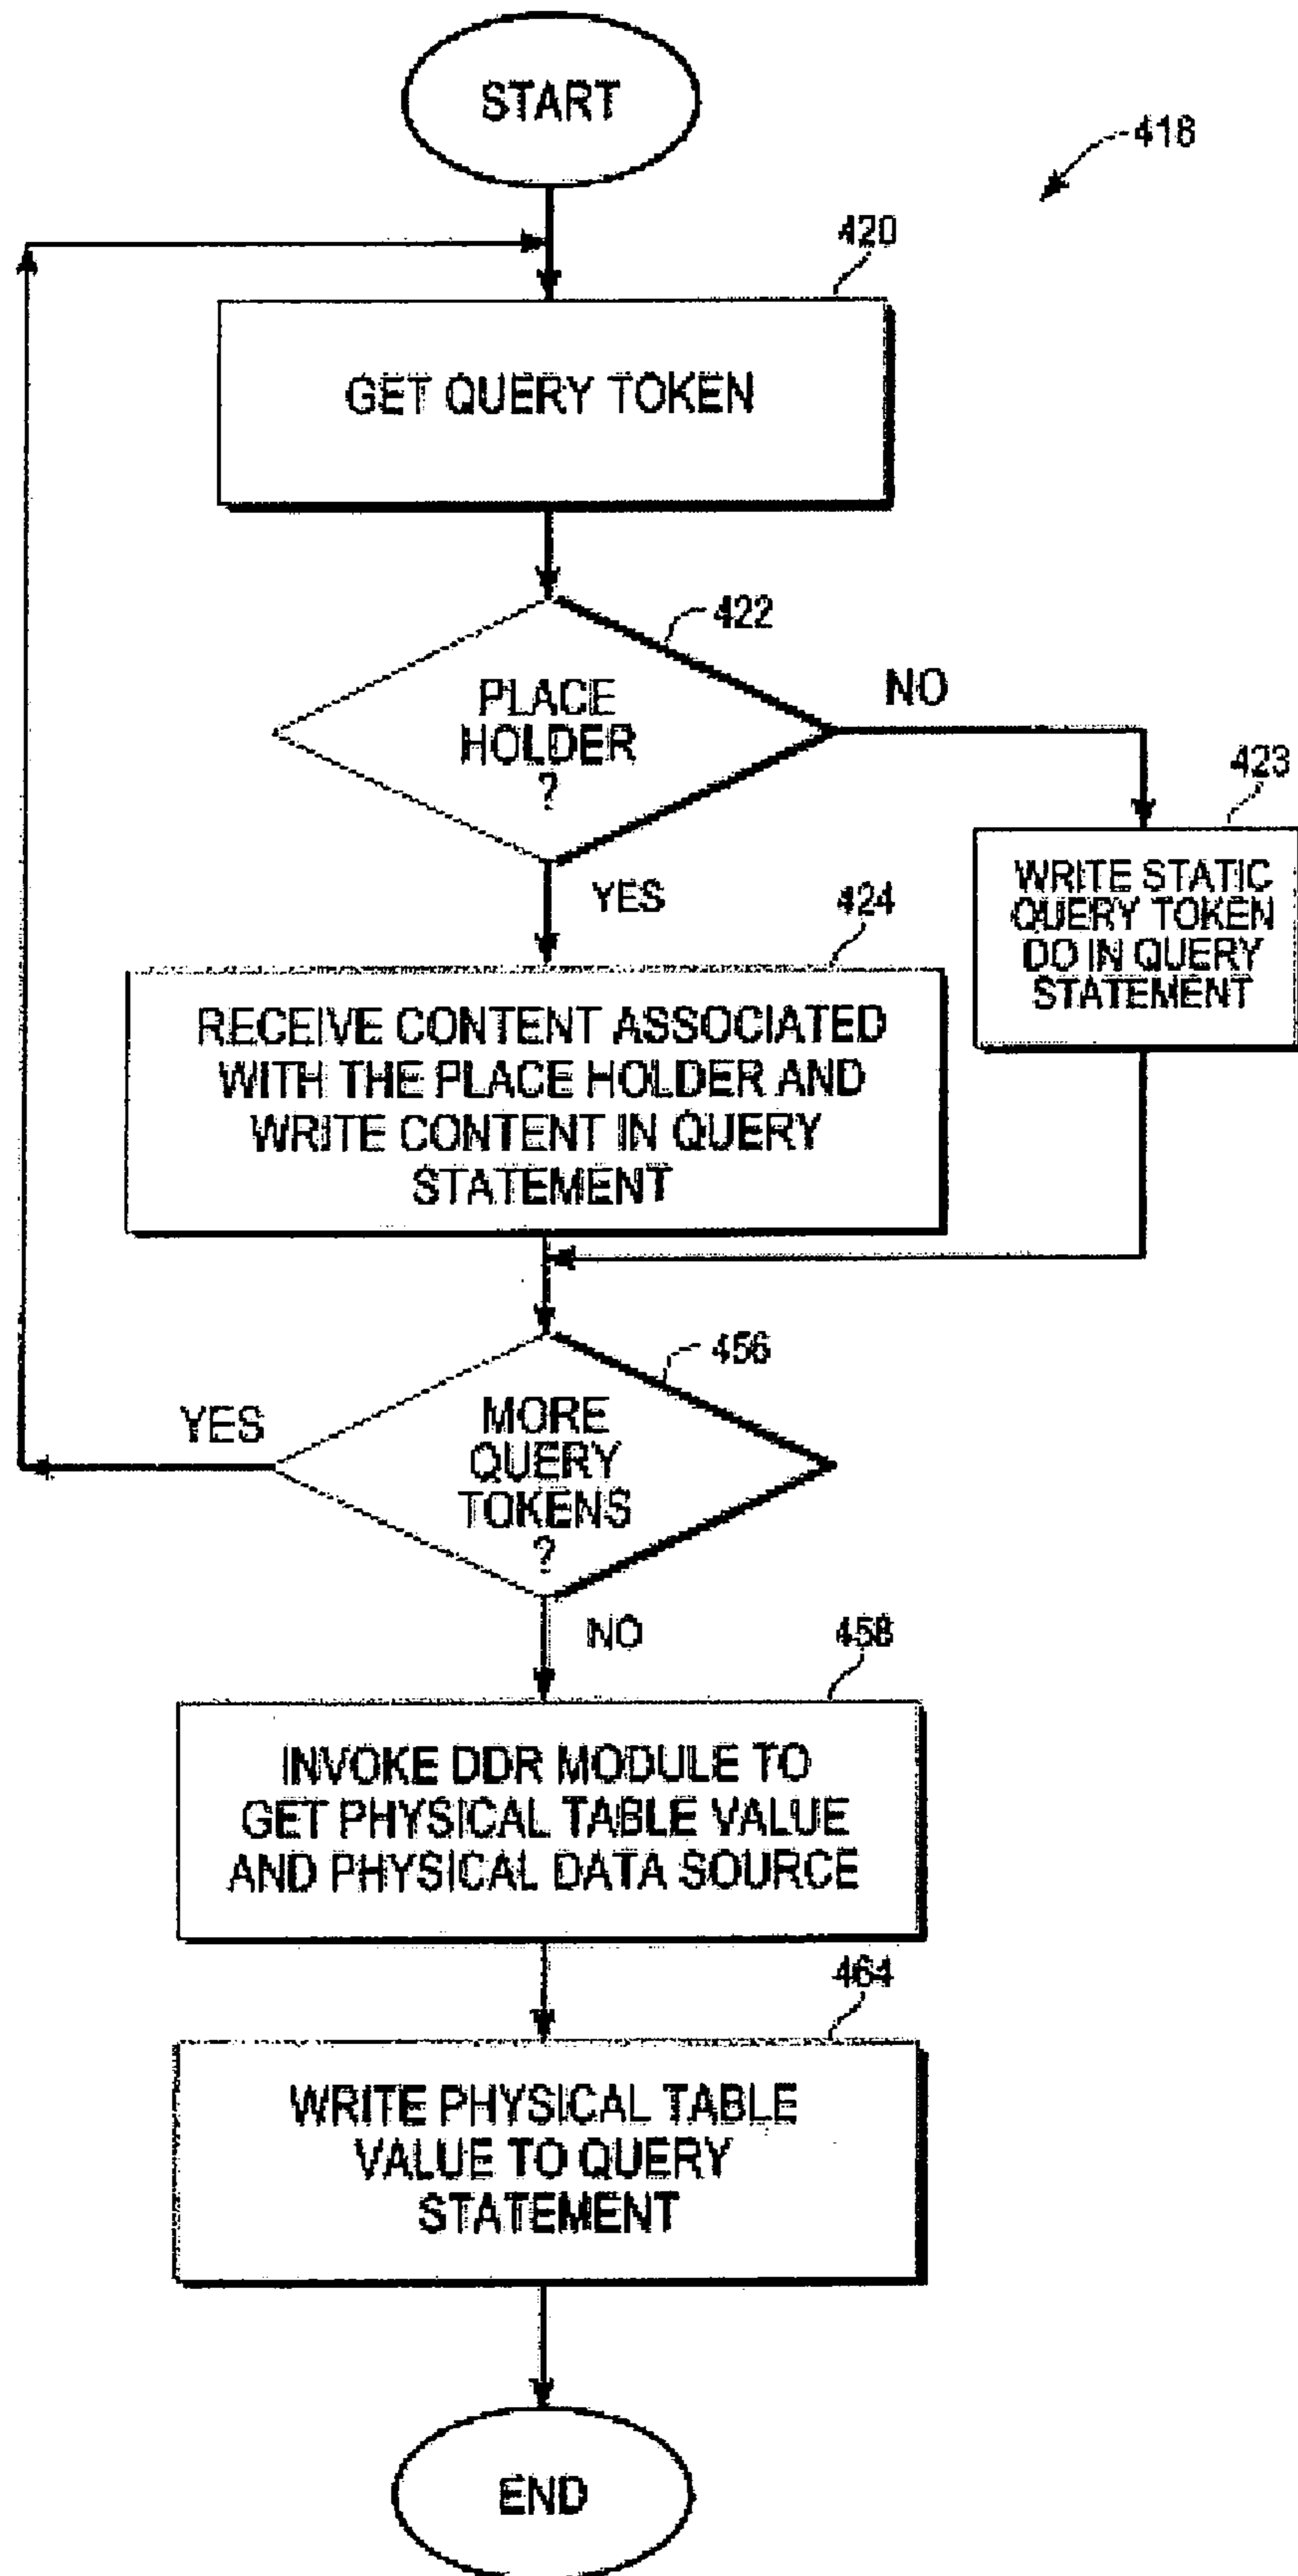 START
418
420
GET QUERY TOKEN
422
PLACE
HOLDER
?
NO
YES
423
WRITE STATIC
QUERY TOKEN
DO IN QUERY
STATEMENT
424
RECEIVE CONTENT ASSOCIATED
WITH THE PLACE HOLDER AND
WRITE CONTENT IN QUERY
STATEMENT
456
MORE
QUERY
TOKENS
?
YES
NO
458
INVOKE DDR MODULE TO
GET PHYSICAL TABLE VALUE
AND PHYSICAL DATA SOURCE
464
WRITE PHYSICAL TABLE
VALUE TO QUERY
STATEMENT
END